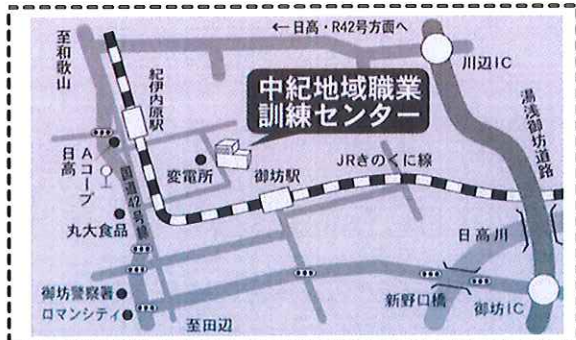 ←日高・R42号方面へ
至和歌山
川辺IC
紀伊内原駅
中紀地域職業
訓練センター
湯浅御坊道路
Aコープ
日高
国道42号線
変電所
御坊駅
JRきのくに線
丸大食品
日高川
御坊警察署
ロマンシティ
至田辺
新野口橋
御坊IC